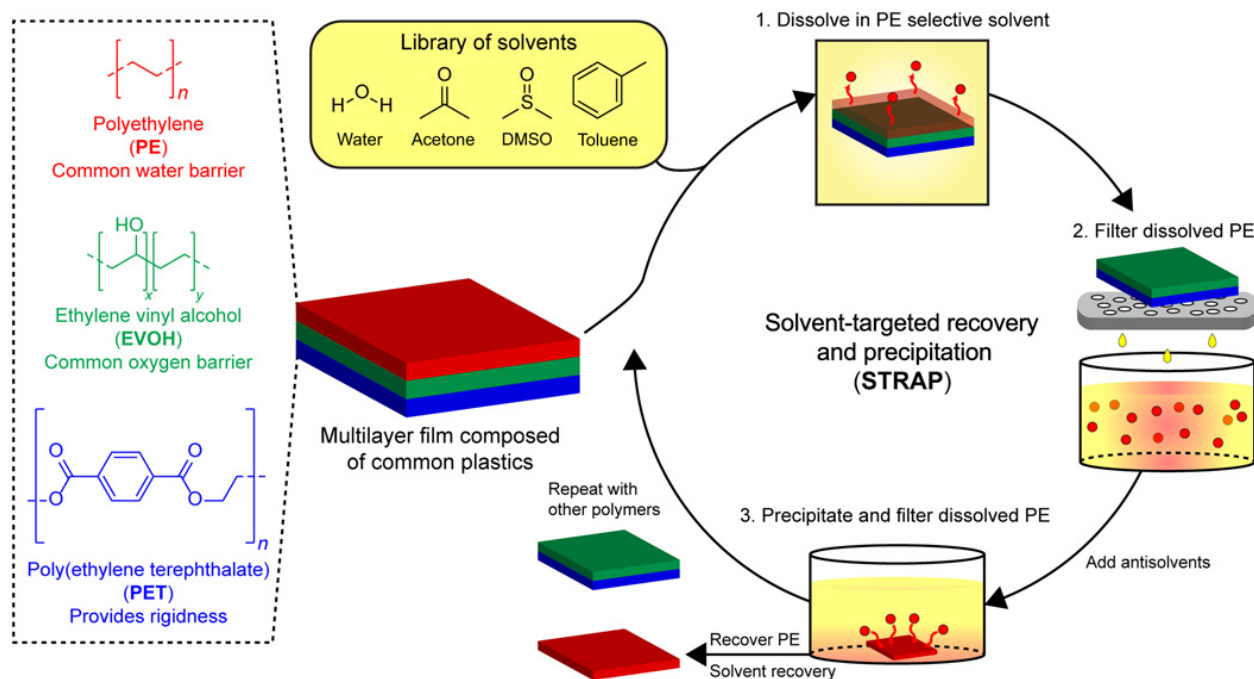 n
Polyethylene
(PE)
Common water barrier
HO
x
y
Ethylene vinyl alcohol
(EVOH)
Common oxygen barrier
O
O
O
O
n
Poly(ethylene terephthalate)
(PET)
Provides rigidness
Library of solvents
O
H H
Water
O
Acetone
O
S
DMSO
Toluene
Multilayer film composed
of common plastics
1. Dissolve in PE selective solvent
2. Filter dissolved PE
Solvent-targeted recovery
and precipitation
(STRAP)
Add antisolvents
3. Precipitate and filter dissolved PE
Repeat with
other polymers
Recover PE
Solvent recovery